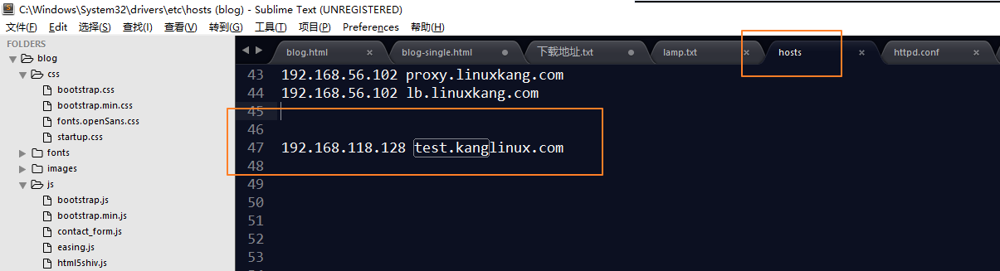 C:\Windows\System32\drivers\etc\hosts (blog) - Sublime Text (UNREGISTERED)
文件(F) Edit 选择(S) 查找(I) 查看(V) 转到(G) 工具(T) 项目(P) Preferences 帮助(H)
FOLDERS
blog
css
bootstrap.css
bootstrap.min.css
fonts.openSans.css
startup.css
fonts
images
js
bootstrap.js
bootstrap.min.js
contact_form.js
easing.js
html5shiv.js
blog.html blog-single.html 下载地址.txt lamp.txt hosts httpd.conf
43 192.168.56.102 proxy.linuxkang.com
44 192.168.56.102 lb.linuxkang.com
45
46
47 192.168.118.128 test.kanglinux.com
48
49
50
51
52
53